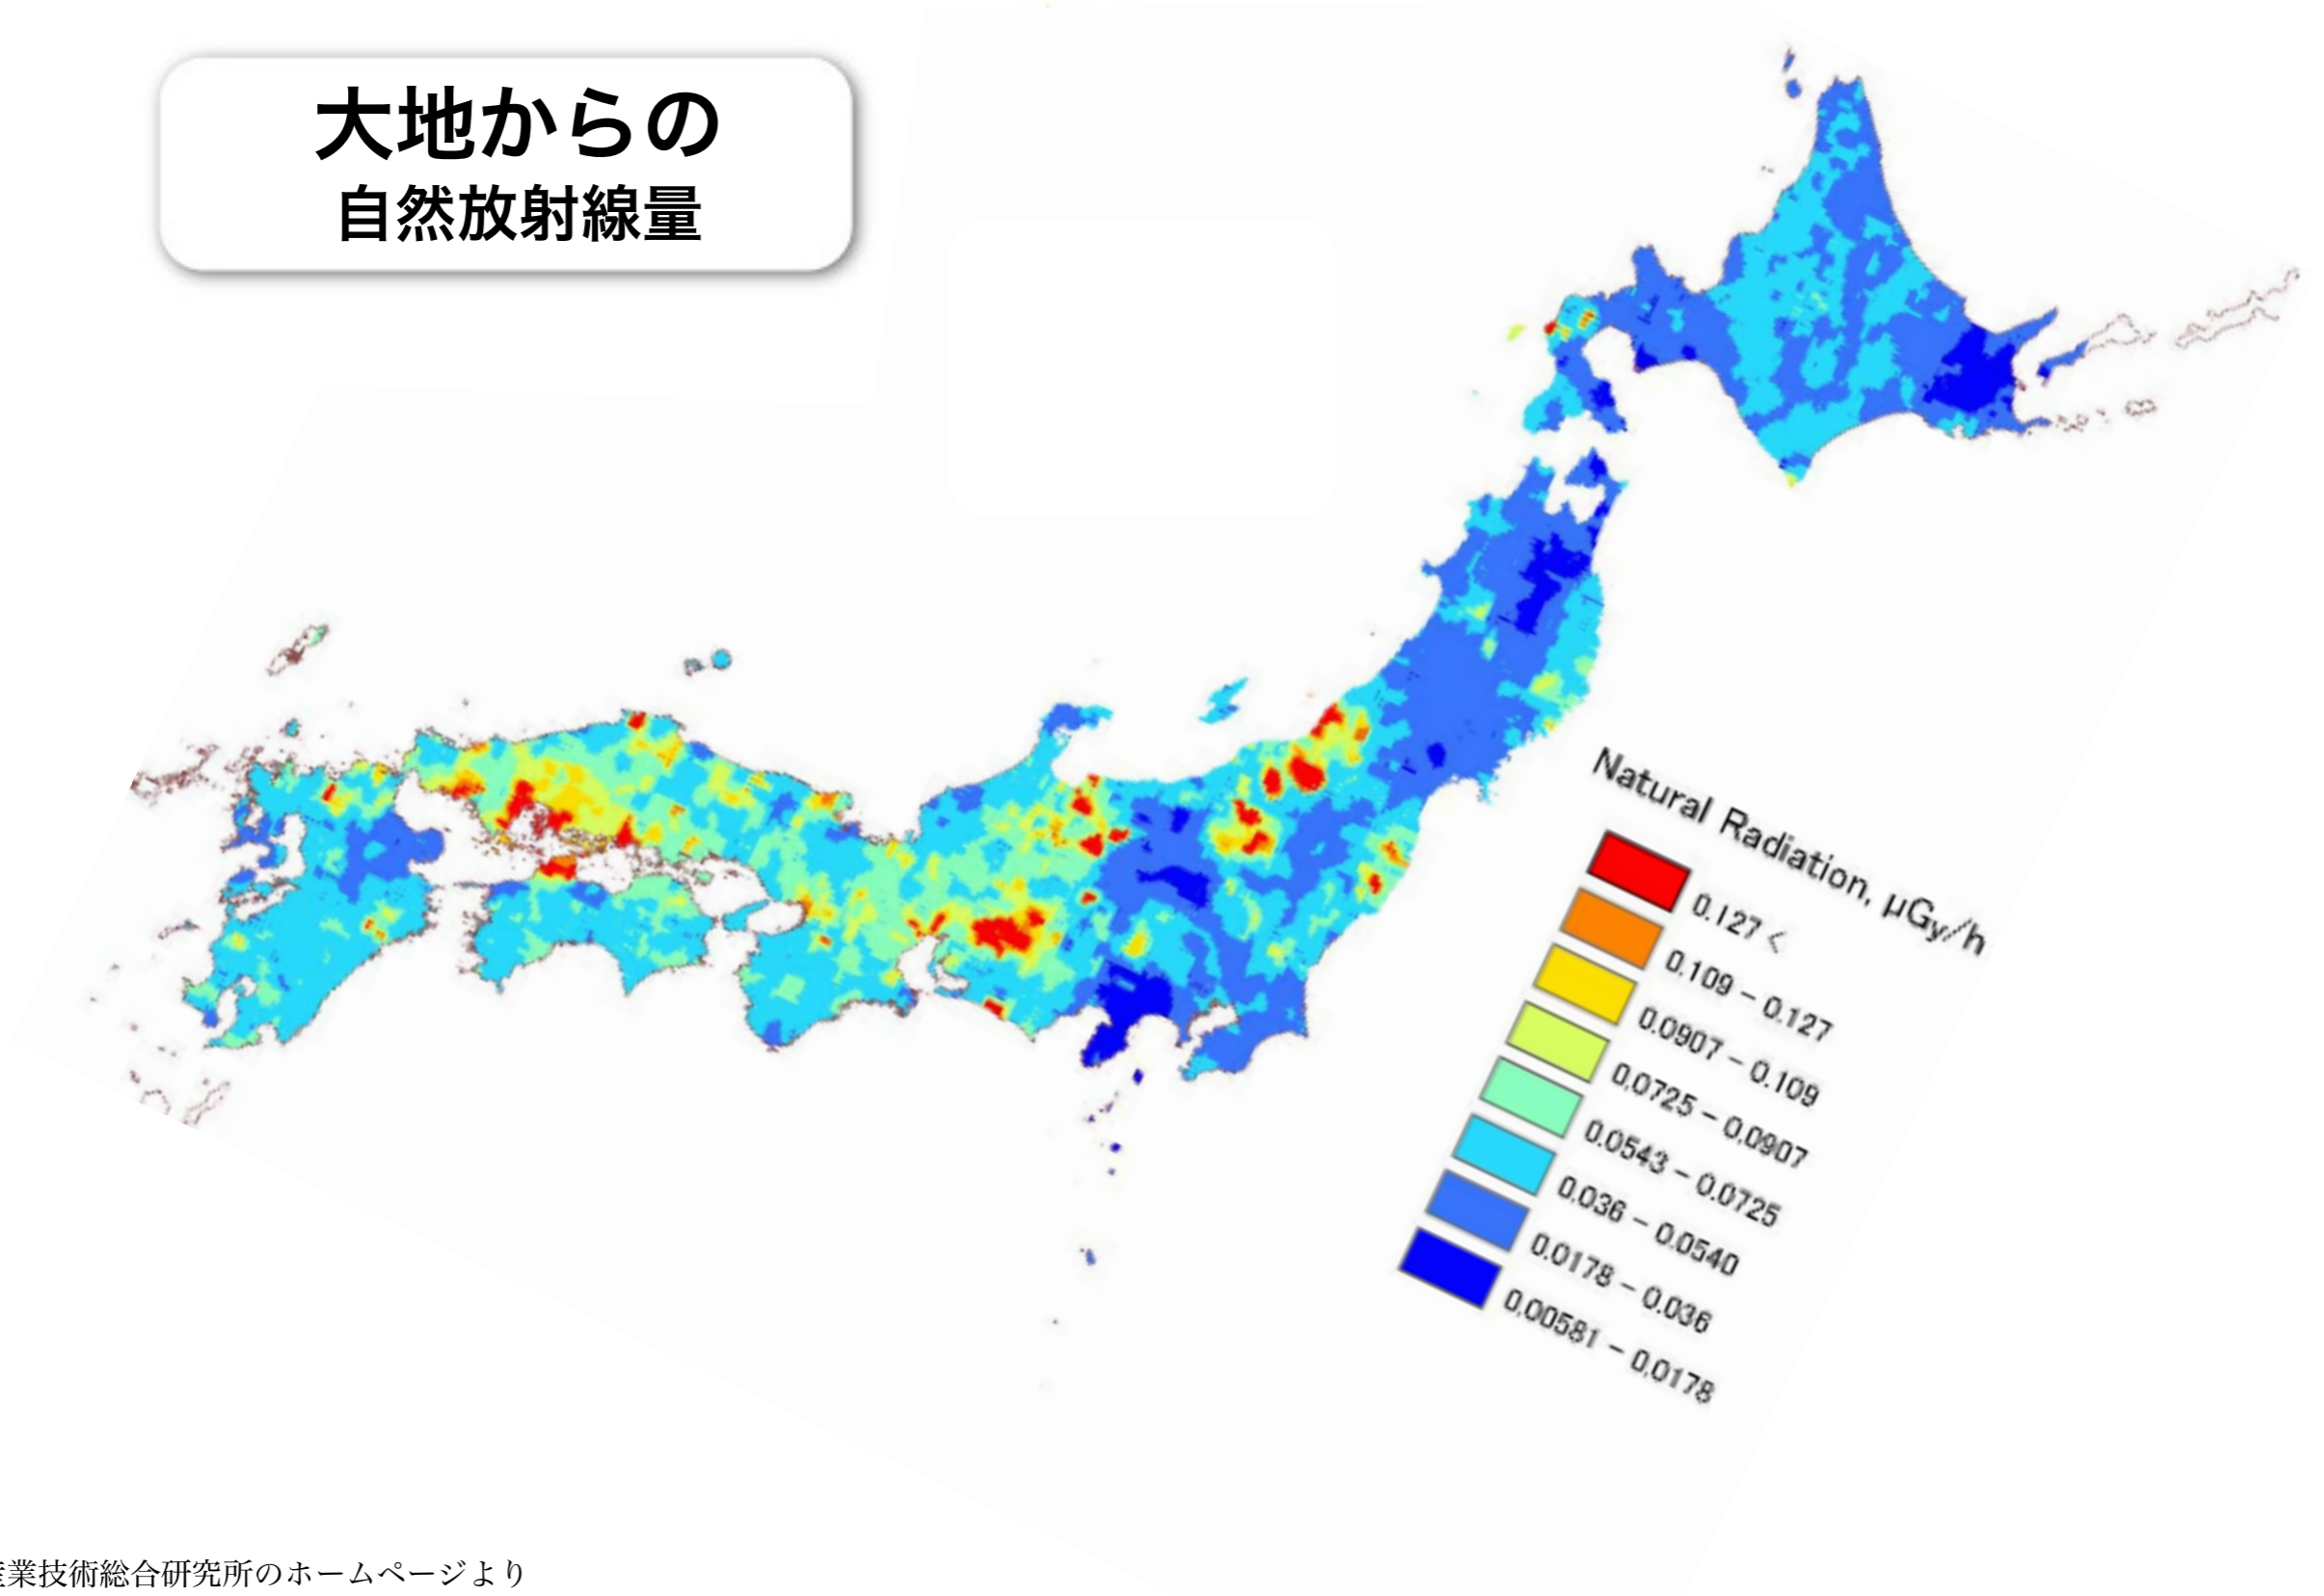 大地からの
自然放射線量
Natural Radiation, μGy/h
0.127 <
0.109 – 0.127
0.0907 – 0.109
0.0725 – 0.0907
0.0543 – 0.0725
0.036 – 0.0540
0.0178 – 0.036
0.00581 – 0.0178
業技術総合研究所のホームページより